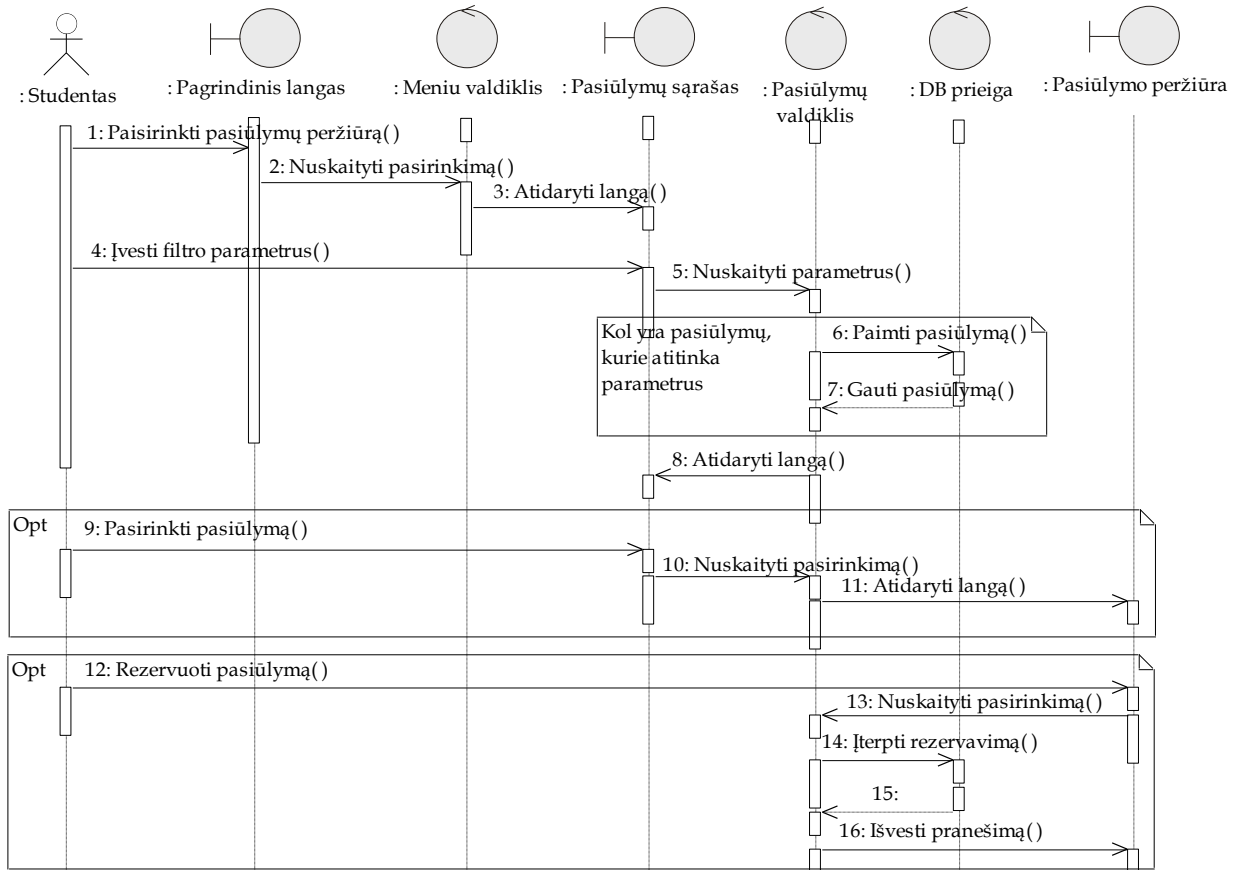 : Studentas
: Pagrindinis langas
: Meniu valdiklis
: Pasiūlymų sąrašas
: Pasiūlymų
valdiklis
: DB prieiga
: Pasiūlymo peržiūra
1: Paisirinkti pasiūlymų peržiūrą( )
2: Nuskaityti pasirinkimą( )
3: Atidaryti langą( )
4: Įvesti filtro parametrus( )
5: Nuskaityti parametrus( )
Kol yra pasiūlymų,
kurie atitinka
parametrus
6: Paimti pasiūlymą( )
7: Gauti pasiūlymą( )
8: Atidaryti langą( )
Opt
9: Pasirinkti pasiūlymą( )
10: Nuskaityti pasirinkimą( )
11: Atidaryti langą( )
Opt
12: Rezervuoti pasiūlymą( )
13: Nuskaityti pasirinkimą( )
14: Įterpti rezervavimą( )
15:
16: Išvesti pranešimą( )